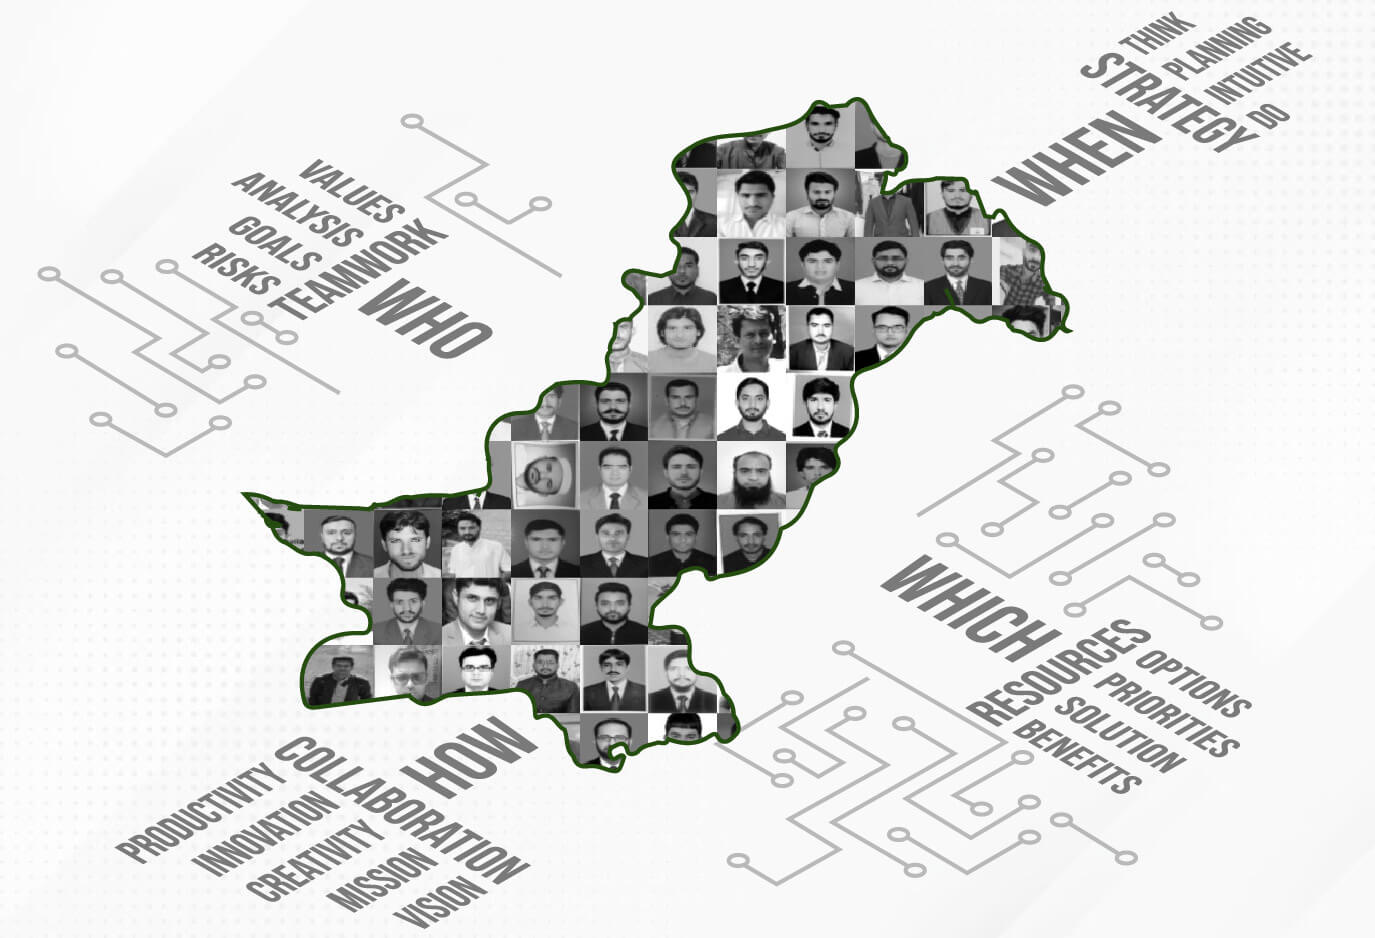 THINK
PLANNING
INTUITIVE
DO
STRATEGY
WHEN
VALUES
ANALYSIS
GOALS
RISKS
TEAMWORK
WHO
WHICH
RESOURCES
OPTIONS
PRIORITIES
SOLUTION
BENEFITS
HOW
COLLABORATION
PRODUCTIVITY
INNOVATION
CREATIVITY
MISSION
VISION